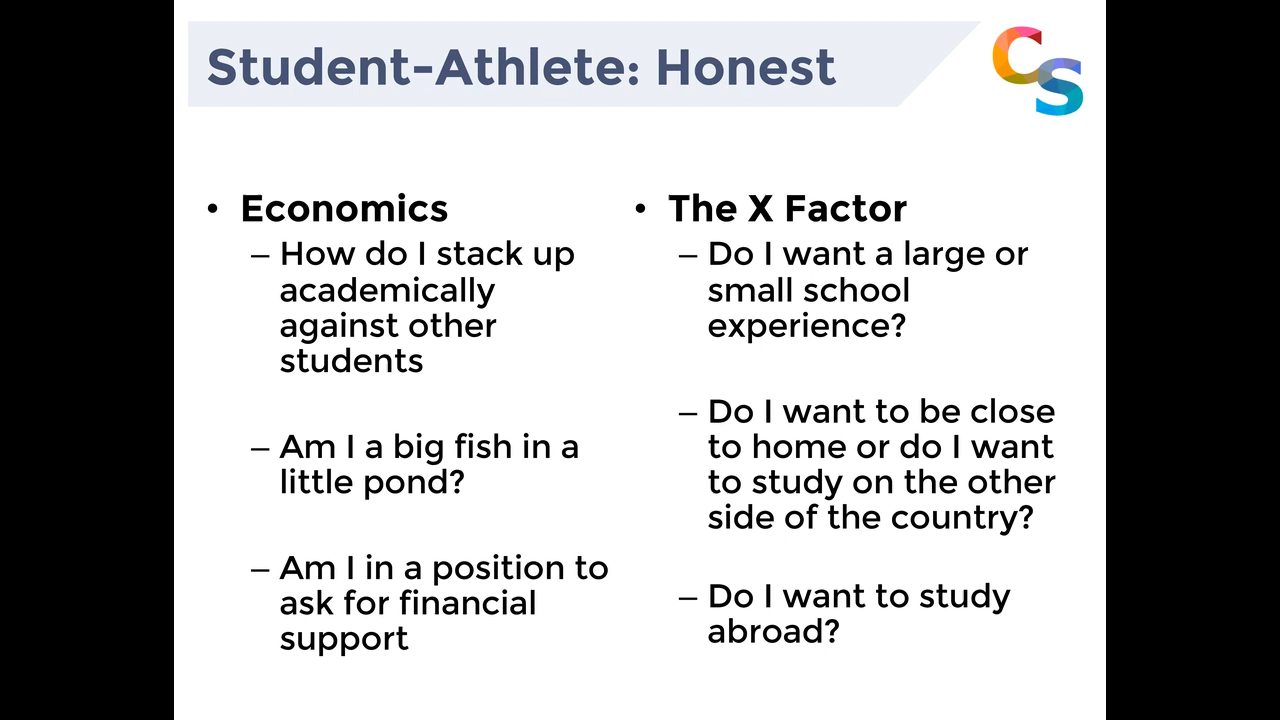 Student-Athlete: Honest
CS
• Economics
– How do I stack up
academically
against other
students
– Am I a big fish in a
little pond?
– Am I in a position to
ask for financial
support
• The X Factor
– Do I want a large or
small school
experience?
– Do I want to be close
to home or do I want
to study on the other
side of the country?
– Do I want to study
abroad?